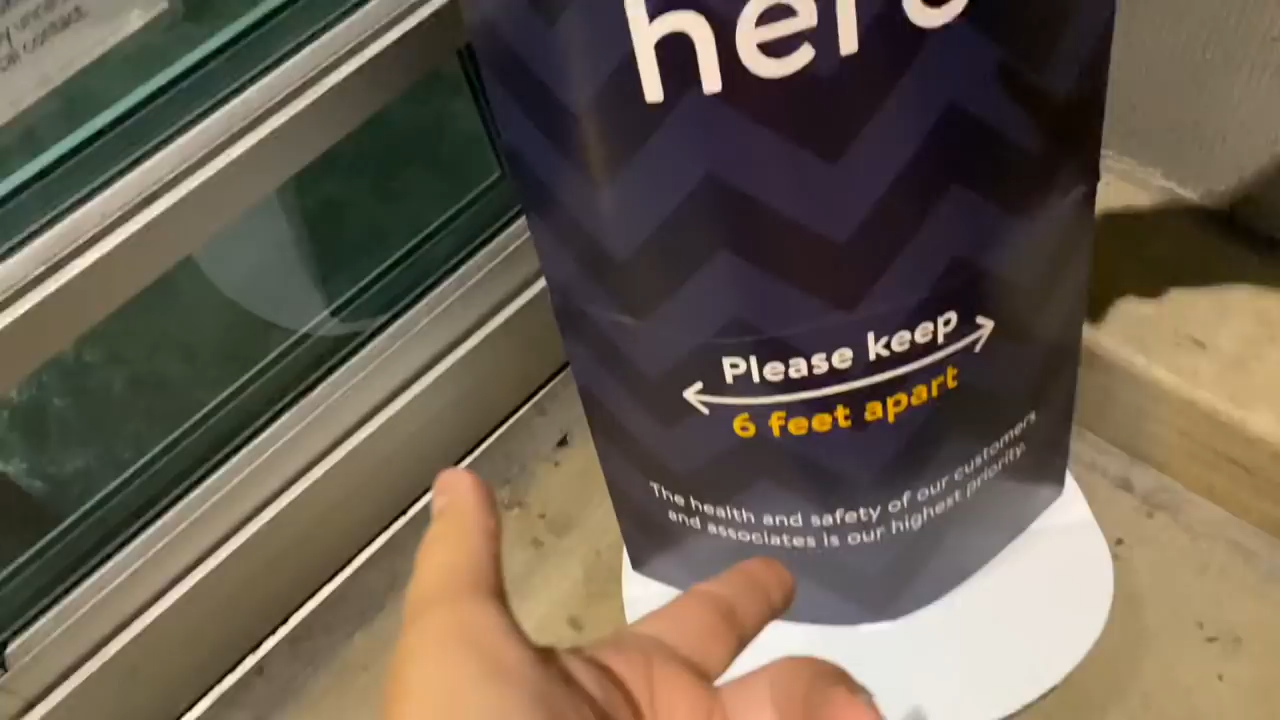 here
Please keep
6 feet apart
The health and safety of our customers
and associates is our highest priority.